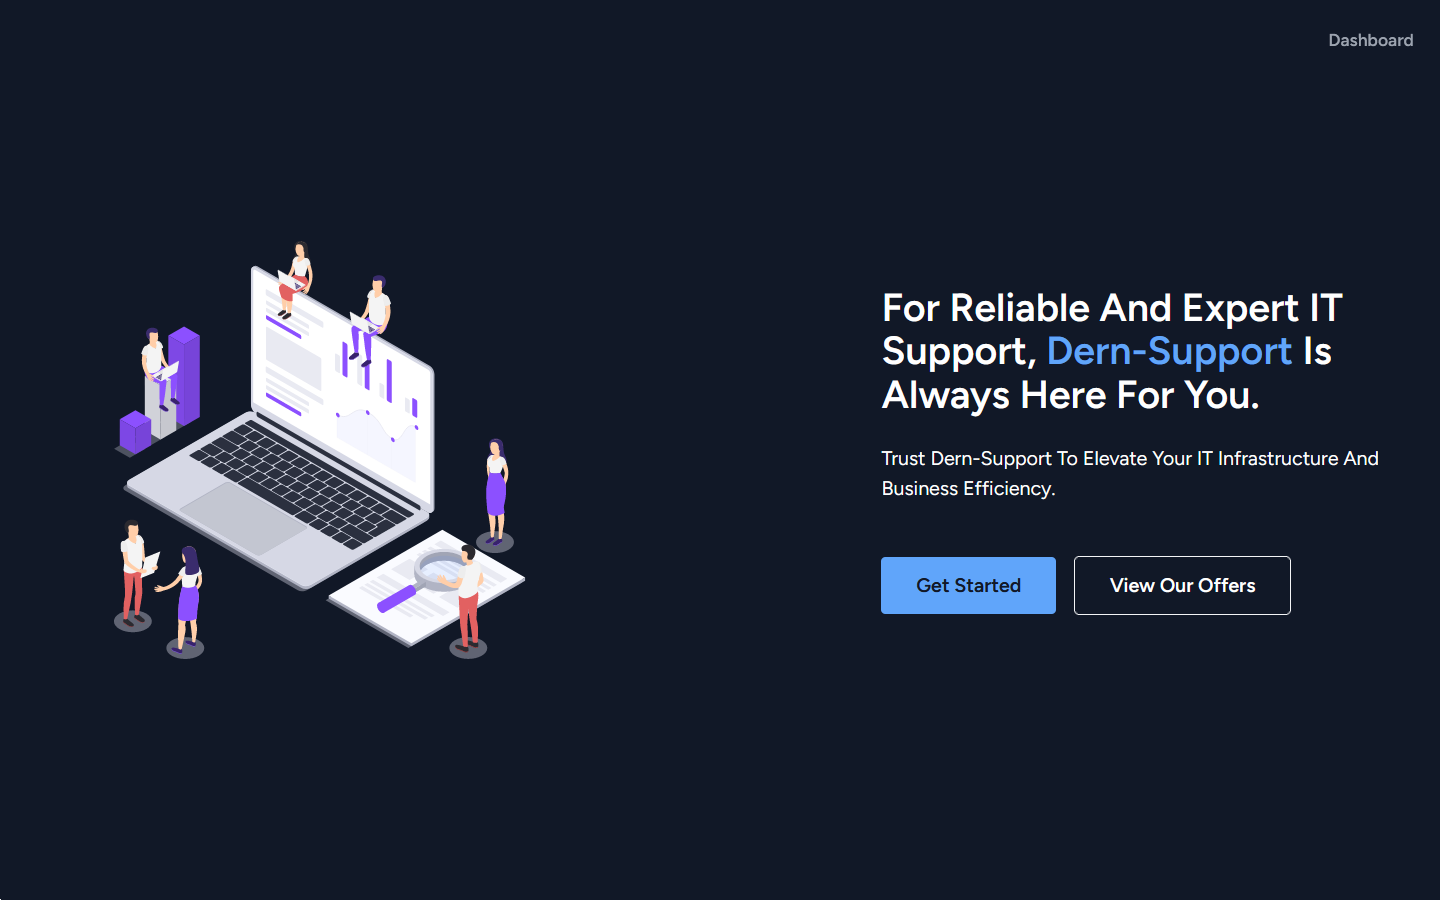 Dashboard
For Reliable And Expert IT
Support, Dern-Support Is
Always Here For You.
Trust Dern-Support To Elevate Your IT Infrastructure And
Business Efficiency.
Get Started
View Our Offers